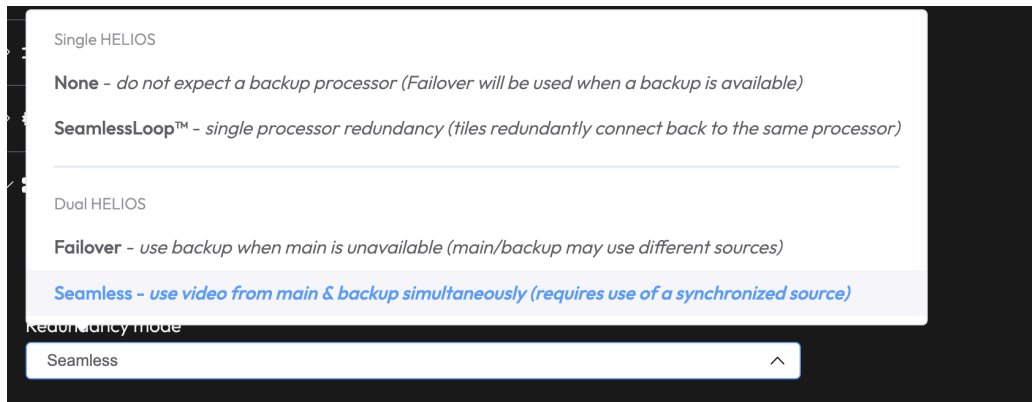 Single HELIOS
None - do not expect a backup processor (Failover will be used when a backup is available)
SeamlessLoop™ - single processor redundancy (tiles redundantly connect back to the same processor)
Dual HELIOS
Failover - use backup when main is unavailable (main/backup may use different sources)
Seamless - use video from main & backup simultaneously (requires use of a synchronized source)
Redundancy mode
Seamless